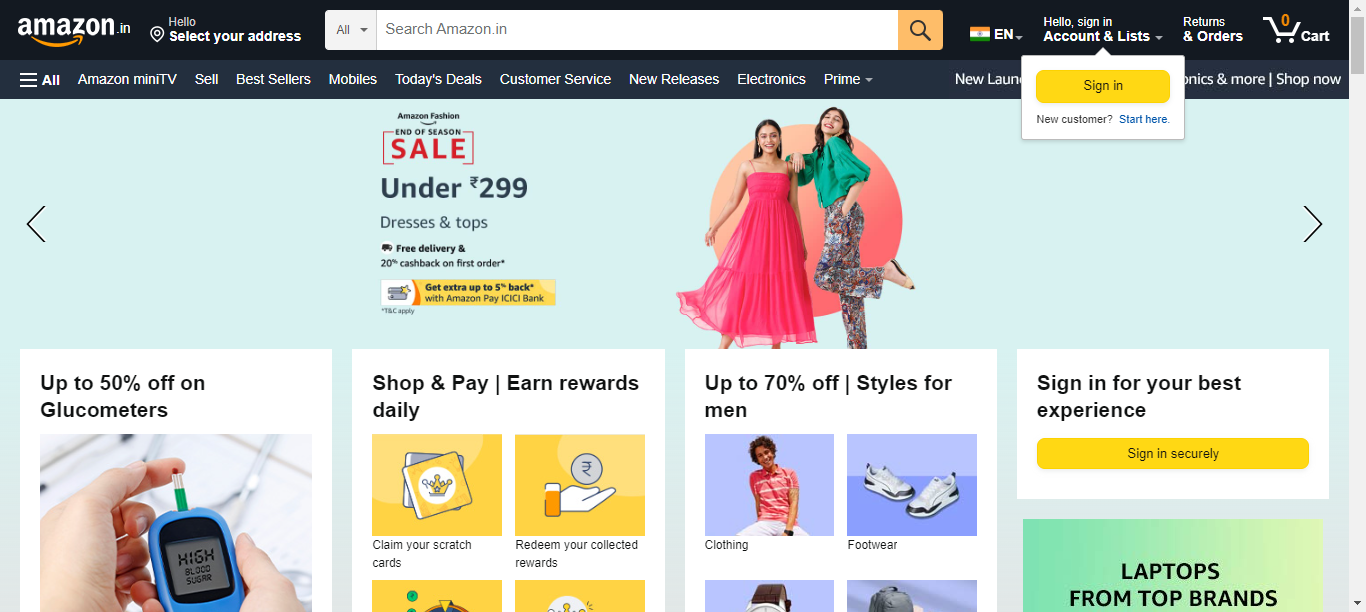 amazon.in
Hello
Select your address
All
Search Amazon.in
EN
Hello, sign in
Account & Lists
Returns
& Orders
0
Cart
All
Amazon miniTV
Sell
Best Sellers
Mobiles
Today's Deals
Customer Service
New Releases
Electronics
Prime
New
& more | Shop now
Sign in
New customer? Start here.
Amazon Fashion
END OF SEASON
SALE
Under ₹299
Dresses & tops
Free delivery &
20% cashback on first order*
Get extra up to 5% back*
with Amazon Pay ICICI Bank
*T&C apply
Up to 50% off on
Glucometers
HIGH
BLOOD
SUGAR
Shop & Pay | Earn rewards
daily
₹
Claim your scratch
cards
Redeem your collected
rewards
Up to 70% off | Styles for
men
Clothing
Footwear
Sign in for your best
experience
Sign in securely
LAPTOPS
FROM TOP BRANDS